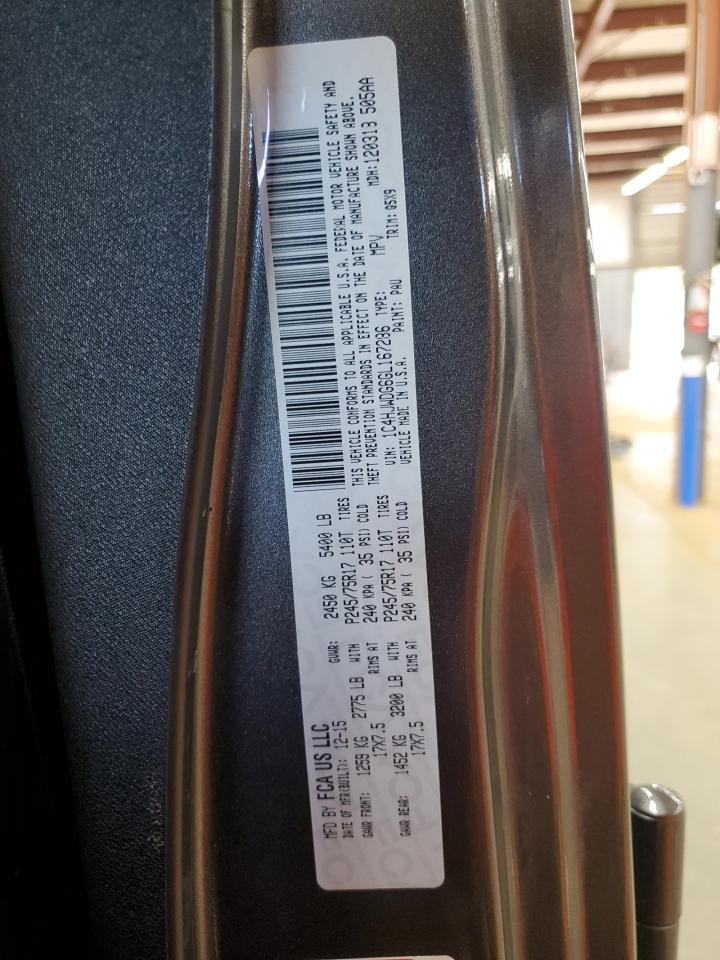 MFD BY FCA US LLC
DATE OF MFR(BUILT): 12-15 GVWR: 2450 KG 5400 LB
GAWR FRONT: 1259 KG 2775 LB WITH P245/75R17 110T TIRES
17X7.5 RIMS AT 240 KPA ( 35 PSI) COLD
GAWR REAR: 1452 KG 3200 LB WITH P245/75R17 110T TIRES
17X7.5 RIMS AT 240 KPA ( 35 PSI) COLD
THIS VEHICLE CONFORMS TO ALL APPLICABLE U.S.A. FEDERAL MOTOR VEHICLE SAFETY AND
THEFT PREVENTION STANDARDS IN EFFECT ON THE DATE OF MANUFACTURE SHOWN ABOVE.
VIN: 1C4HJWDG6GL167286 TYPE: MPV MDH: 120313 505AA
VEHICLE MADE IN U.S.A. PAINT: PAU TRIM: G5X9